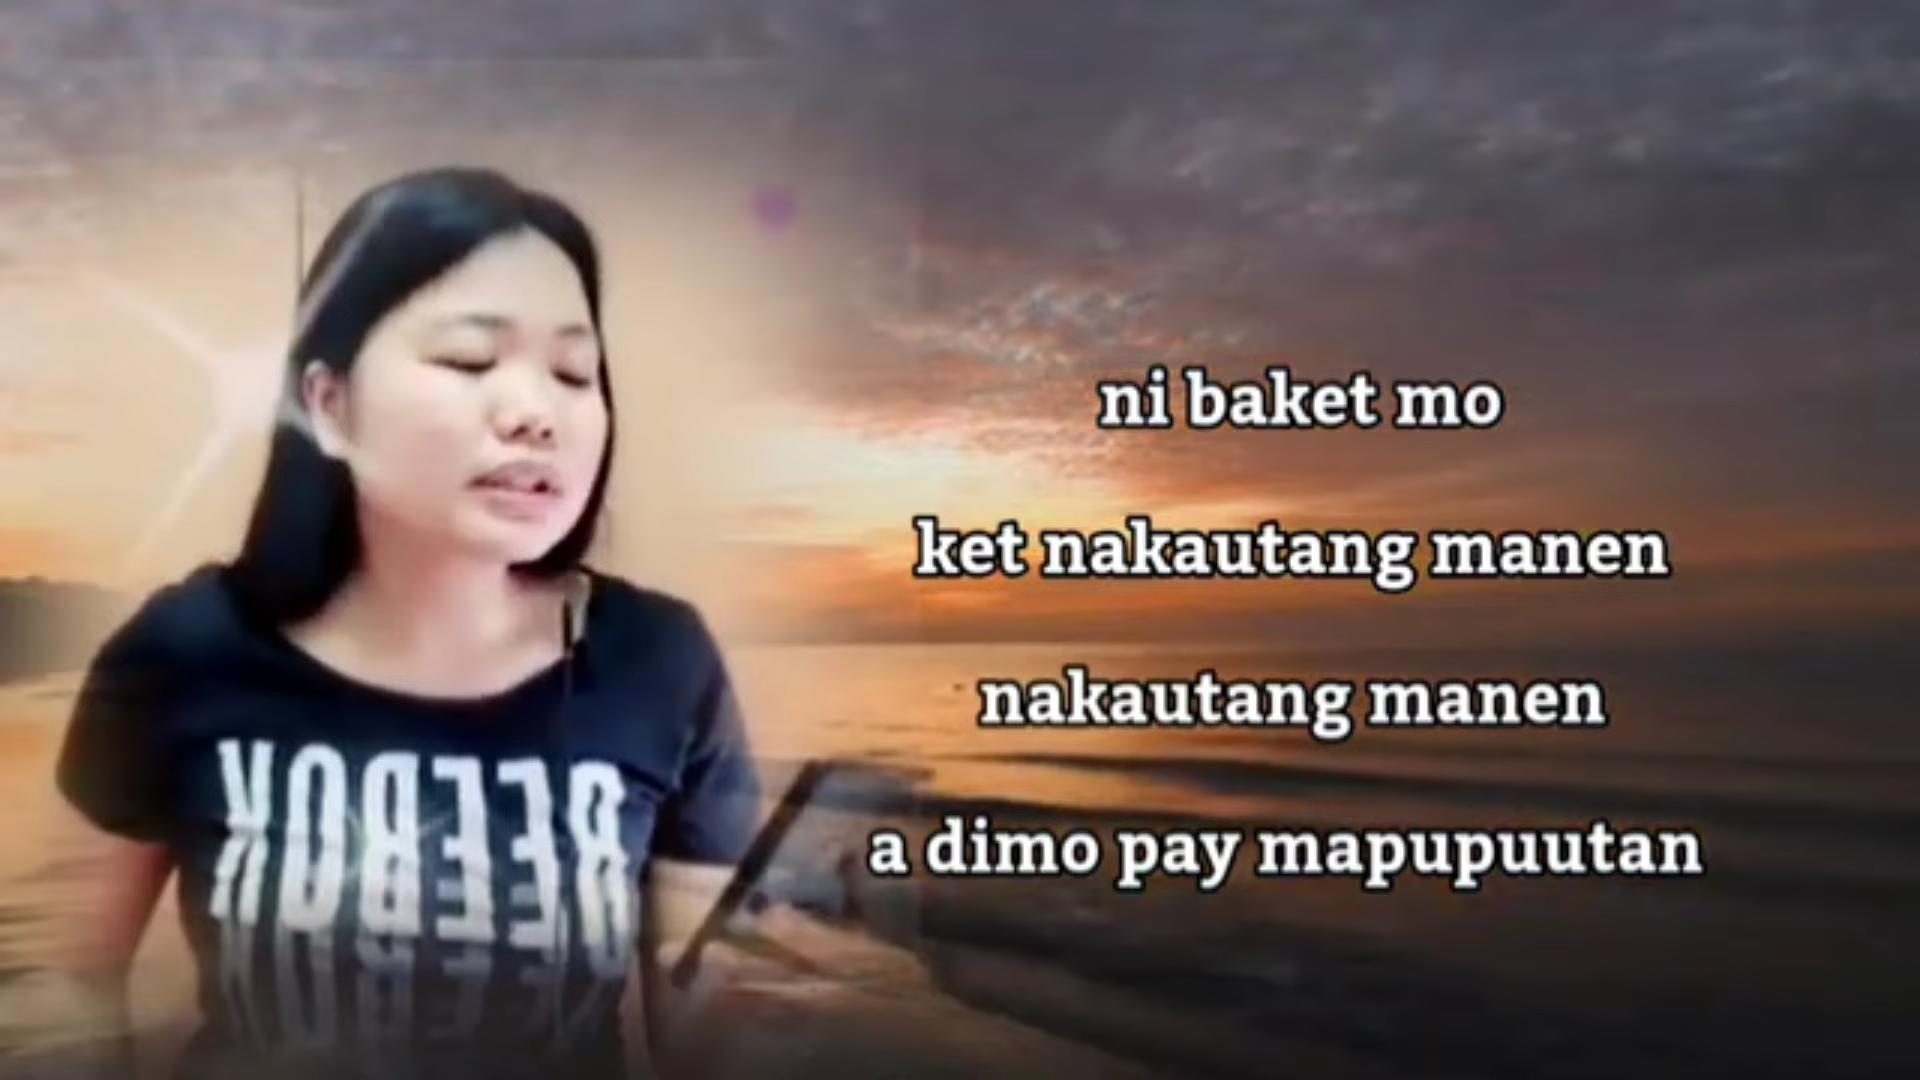 ni baket mo
ket nakautang manen
nakautang manen
a dimo pay mapupuutan
REEBOK